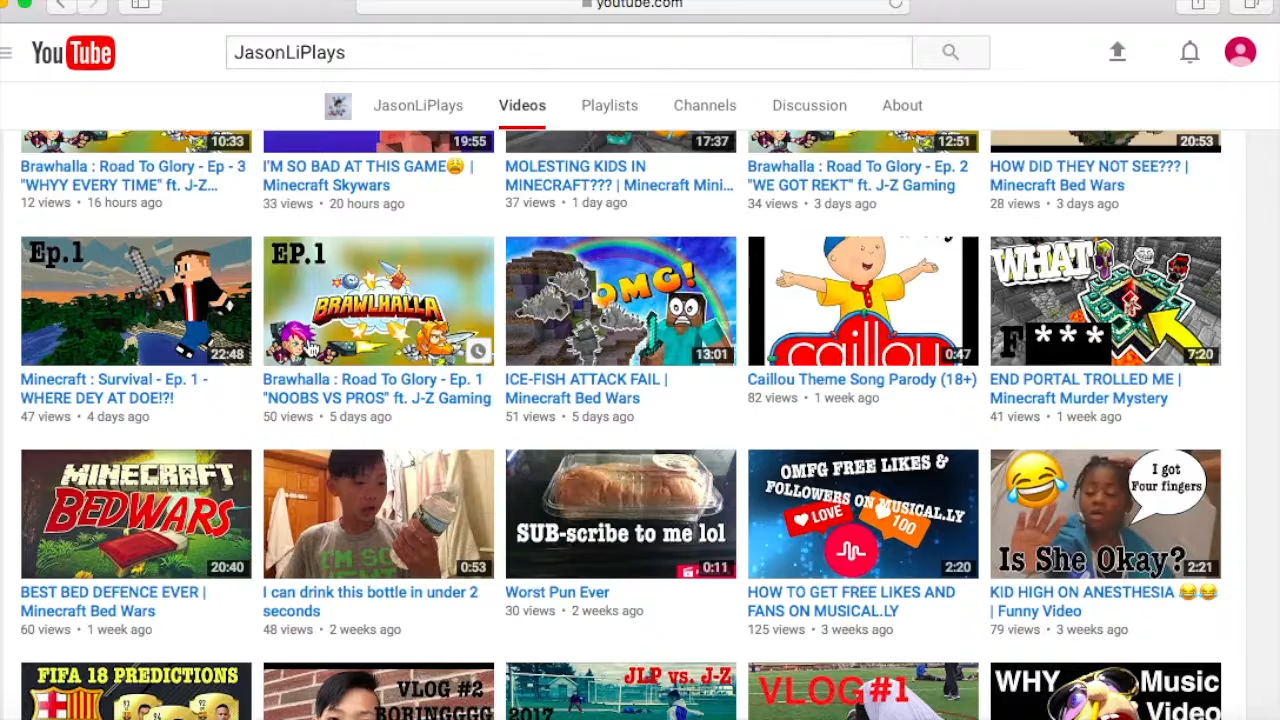 youtube.com
YouTube
JasonLiPlays
JasonLiPlays
Videos
Playlists
Channels
Discussion
About
10:33
19:55
17:37
12:51
20:53
Brawhalla : Road To Glory - Ep - 3
"WHYY EVERY TIME" ft. J-Z...
12 views • 16 hours ago
I'M SO BAD AT THIS GAME😩 |
Minecraft Skywars
33 views • 20 hours ago
MOLESTING KIDS IN
MINECRAFT??? | Minecraft Mini...
37 views • 1 day ago
Brawhalla : Road To Glory - Ep. 2
"WE GOT REKT" ft. J-Z Gaming
34 views • 3 days ago
HOW DID THEY NOT SEE??? |
Minecraft Bed Wars
28 views • 3 days ago
Ep.1
22:48
EP.1
BRAWLHALLA
OMG!
13:01
caillou
0:47
WHAT
F***
7:20
Minecraft : Survival - Ep. 1 -
WHERE DEY AT DOE!?!
47 views • 4 days ago
Brawhalla : Road To Glory - Ep. 1
"NOOBS VS PROS" ft. J-Z Gaming
50 views • 5 days ago
ICE-FISH ATTACK FAIL |
Minecraft Bed Wars
51 views • 5 days ago
Caillou Theme Song Parody (18+)
82 views • 1 week ago
END PORTAL TROLLED ME |
Minecraft Murder Mystery
41 views • 1 week ago
MINECRAFT
BEDWARS
20:40
I'M SO
0:53
SUB-scribe to me lol
0:11
OMFG FREE LIKES &
FOLLOWERS ON MUSICAL.LY
LOVE
100
2:20
I got
Four fingers
Is She Okay?
2:21
BEST BED DEFENCE EVER |
Minecraft Bed Wars
60 views • 1 week ago
I can drink this bottle in under 2
seconds
48 views • 2 weeks ago
Worst Pun Ever
30 views • 2 weeks ago
HOW TO GET FREE LIKES AND
FANS ON MUSICAL.LY
125 views • 3 weeks ago
KID HIGH ON ANESTHESIA 😂😂
| Funny Video
79 views • 3 weeks ago
FIFA 18 PREDICTIONS
VLOG #2
BORINGGGG
JLP vs. J-Z
2017
VLOG #1
WHY
Music
Video